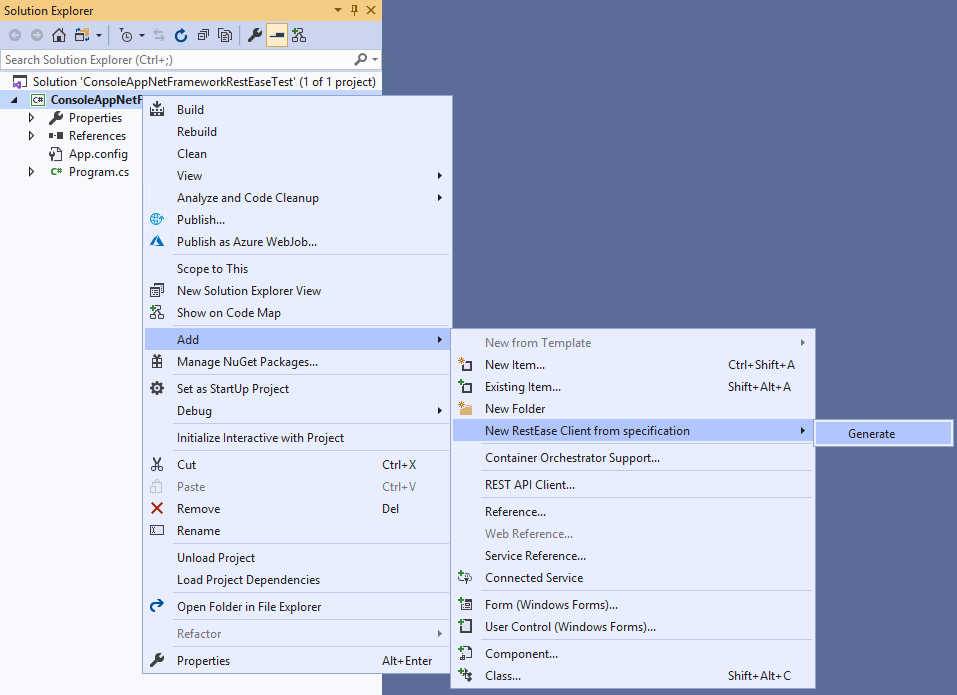 Solution Explorer
Search Solution Explorer (Ctrl+;)
Solution 'ConsoleAppNetFrameworkRestEaseTest' (1 of 1 project)
C# ConsoleAppNetF
Properties
References
App.config
C# Program.cs
Build
Rebuild
Clean
View
Analyze and Code Cleanup
Publish...
Publish as Azure WebJob...
Scope to This
New Solution Explorer View
Show on Code Map
Add
Manage NuGet Packages...
Set as StartUp Project
Debug
Initialize Interactive with Project
Cut Ctrl+X
Paste Ctrl+V
Remove Del
Rename
Unload Project
Load Project Dependencies
Open Folder in File Explorer
Refactor
Properties Alt+Enter
New from Template
New Item... Ctrl+Shift+A
Existing Item... Shift+Alt+A
New Folder
New RestEase Client from specification
Container Orchestrator Support...
REST API Client...
Reference...
Web Reference...
Service Reference...
Connected Service
Form (Windows Forms)...
User Control (Windows Forms)...
Component...
Class... Shift+Alt+C
Generate